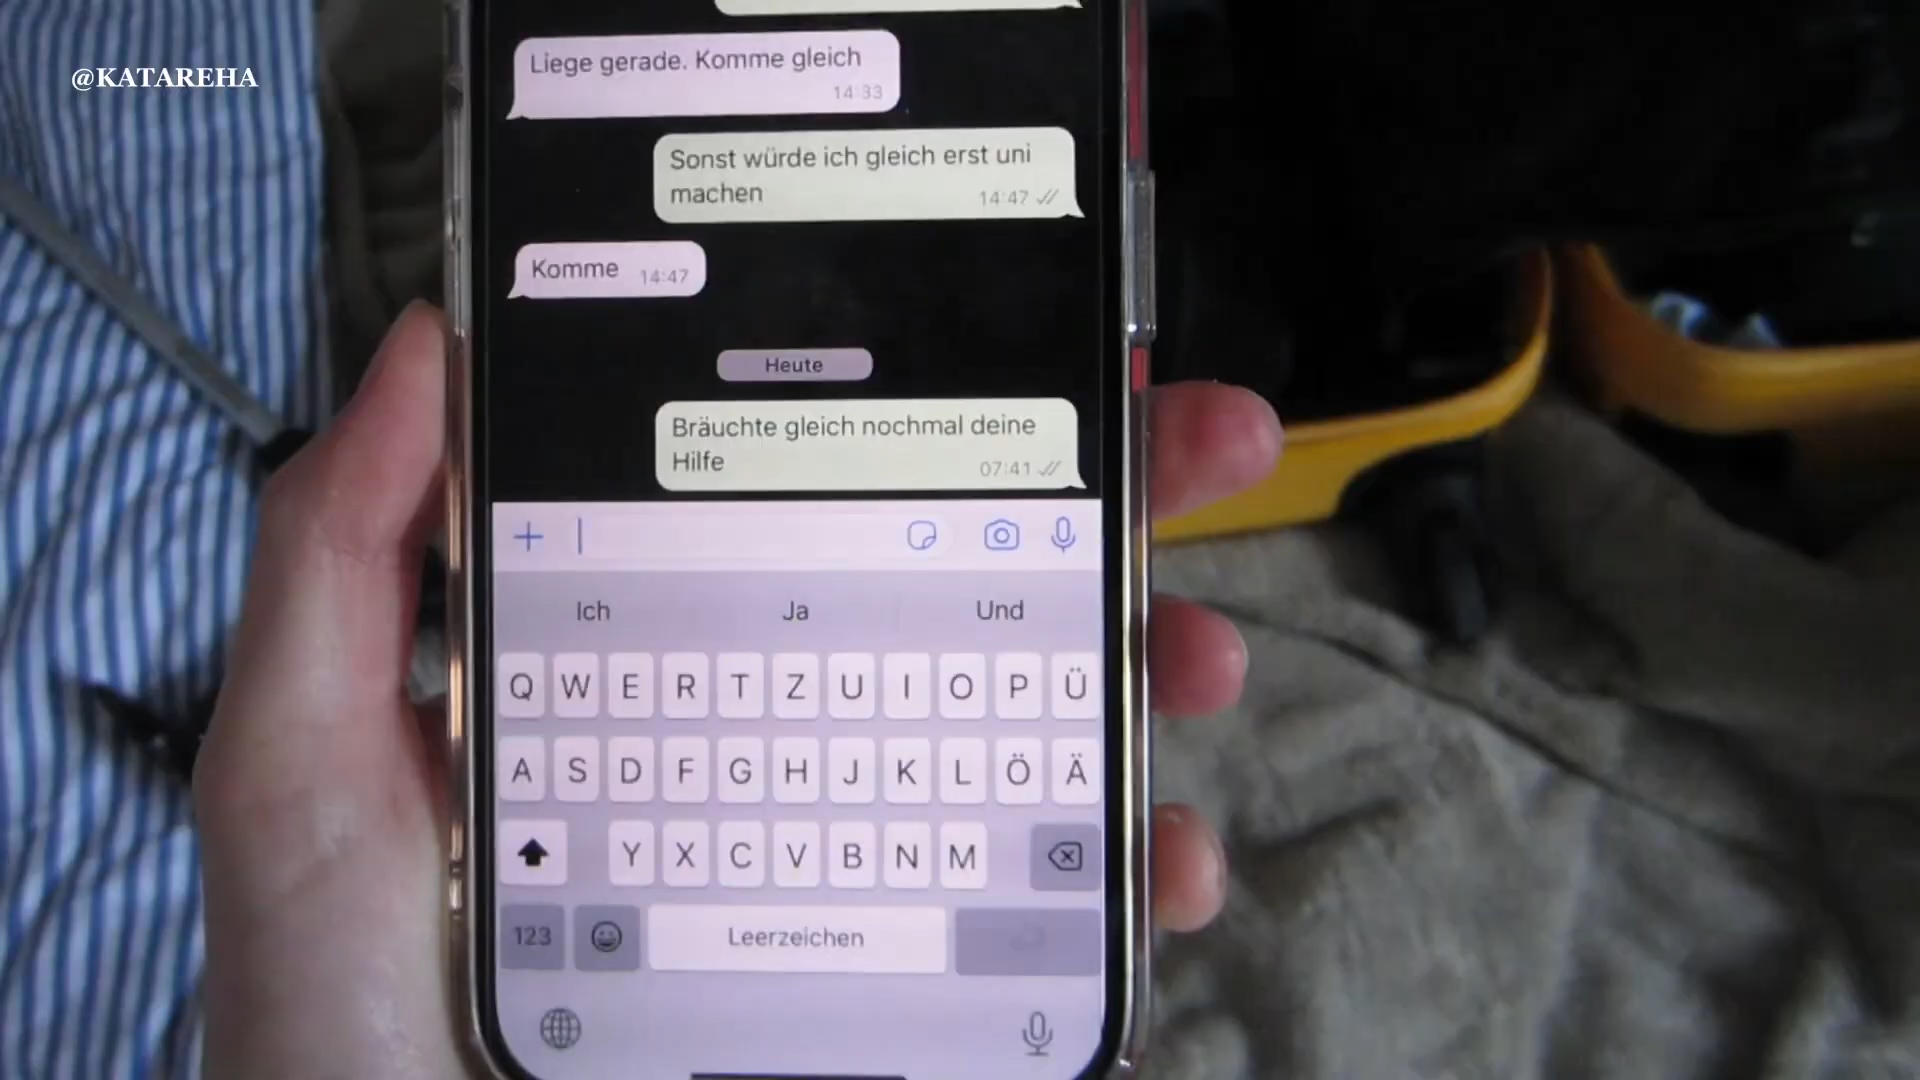 @KATAREHA
Liege gerade. Komme gleich
14:33
Sonst würde ich gleich erst uni
machen
14:47
Komme 14:47
Heute
Bräuchte gleich nochmal deine
Hilfe
07:41
Ich Ja Und
Q W E R T Z U I O P Ü
A S D F G H J K L Ö Ä
Y X C V B N M
123 Leerzeichen